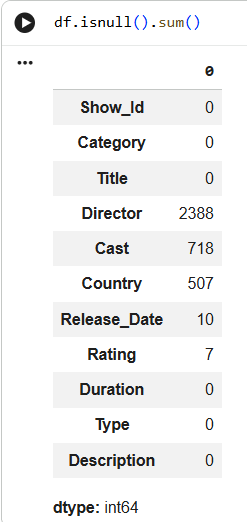 df.isnull().sum()
0
Show_Id 0
Category 0
Title 0
Director 2388
Cast 718
Country 507
Release_Date 10
Rating 7
Duration 0
Type 0
Description 0
dtype: int64